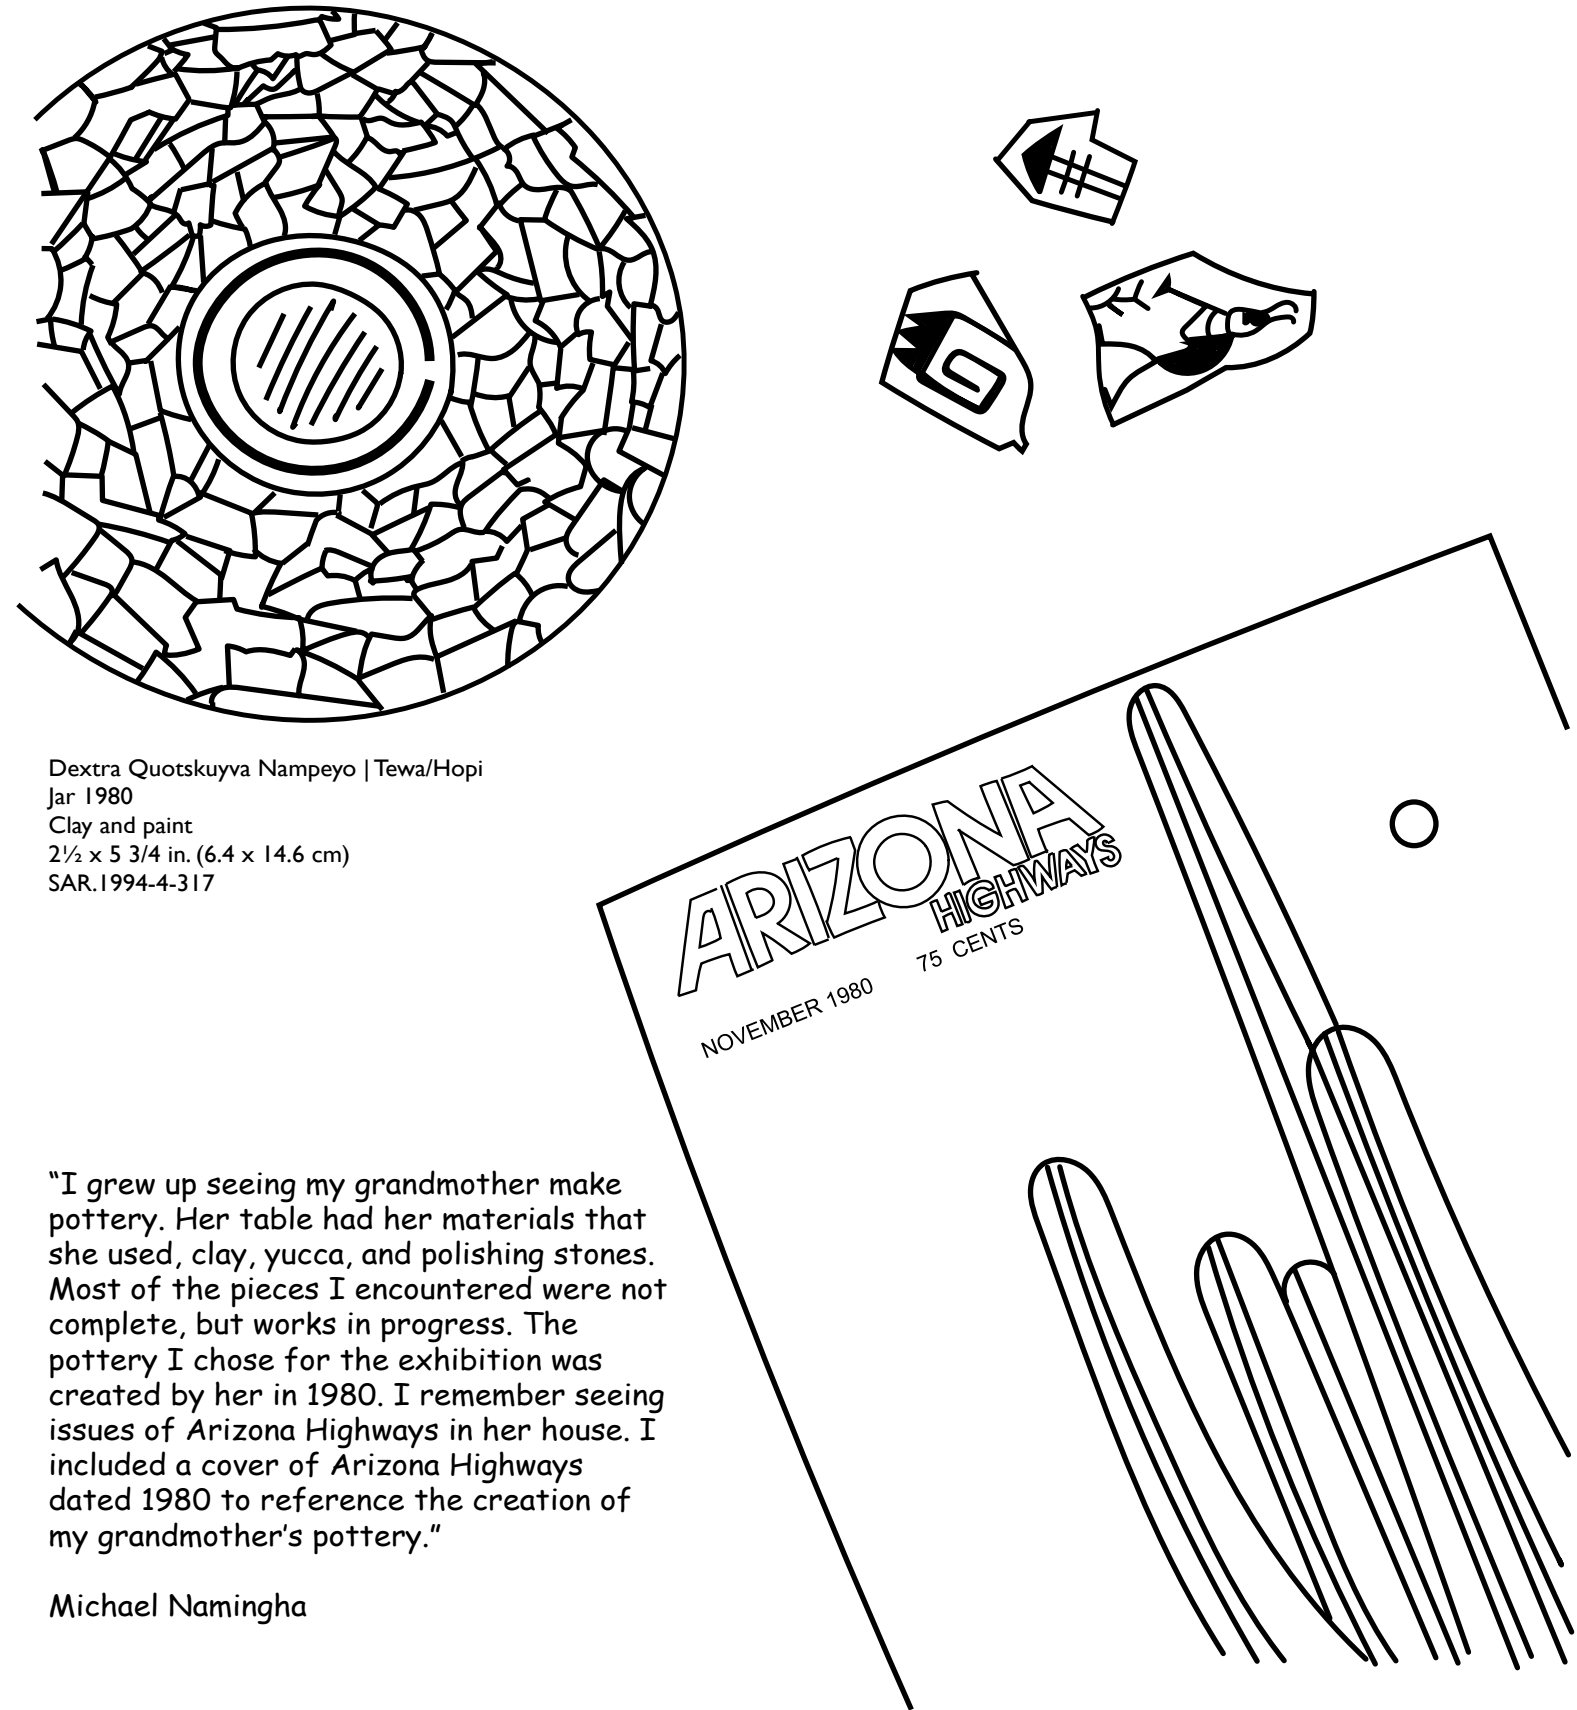 Dextra Quotskuyva Nampeyo | Tewa/Hopi
Jar 1980
Clay and paint
2½ x 5 3/4 in. (6.4 x 14.6 cm)
SAR.1994-4-317
ARIZONA
HIGHWAYS
NOVEMBER 1980 75 CENTS
“I grew up seeing my grandmother make
pottery. Her table had her materials that
she used, clay, yucca, and polishing stones.
Most of the pieces I encountered were not
complete, but works in progress. The
pottery I chose for the exhibition was
created by her in 1980. I remember seeing
issues of Arizona Highways in her house. I
included a cover of Arizona Highways
dated 1980 to reference the creation of
my grandmother’s pottery.”
Michael Namingha